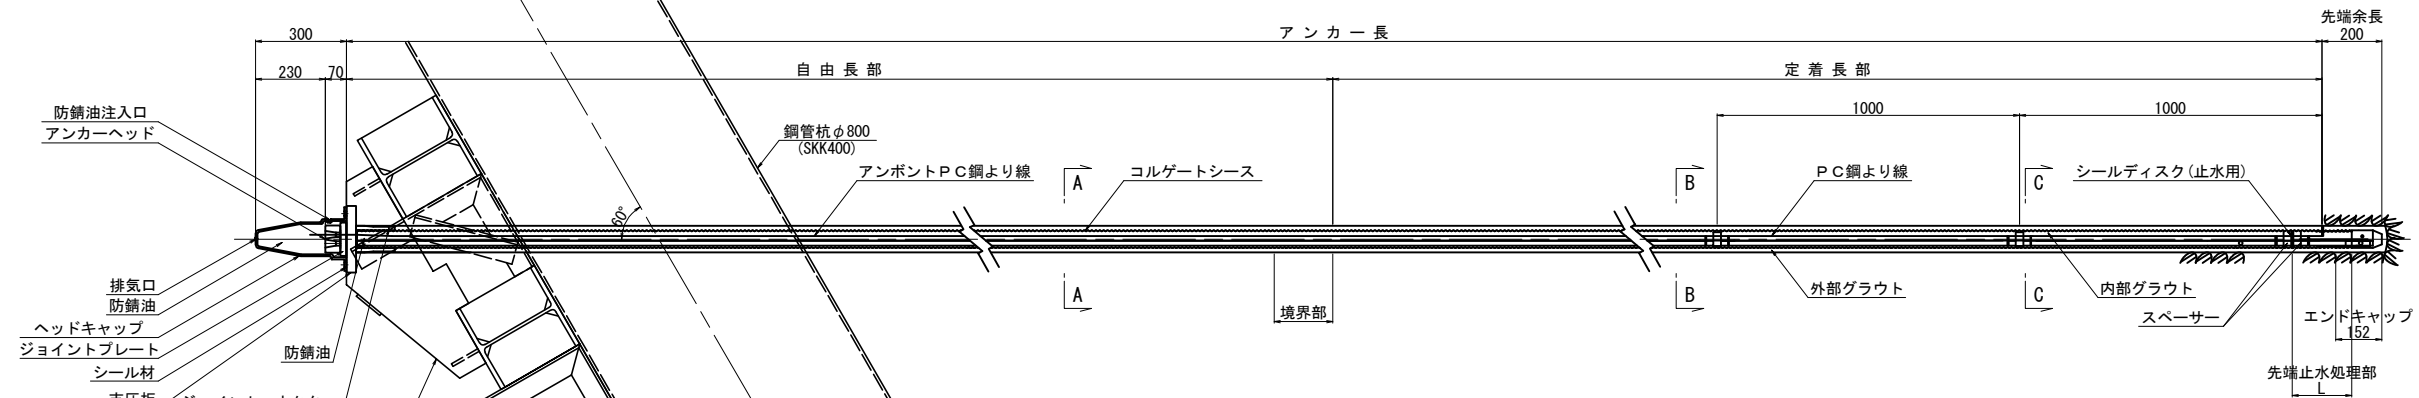 先端余長
300
アンカー長
200
230
70
自由長部
定着長部
防錆油注入口
アンカーヘッド
1000
1000
鋼管杭φ800
(SKK400)
アンボンドPC鋼より線
A
コルゲートシース
B
PC鋼より線
C
シールディスク(止水用)
60°
排気口
防錆油
ヘッドキャップ
ジョイントプレート
シール材
防錆油
A
境界部
B
外部グラウト
C
内部グラウト
スペーサー
エンドキャップ
152
先端止水処理部
L